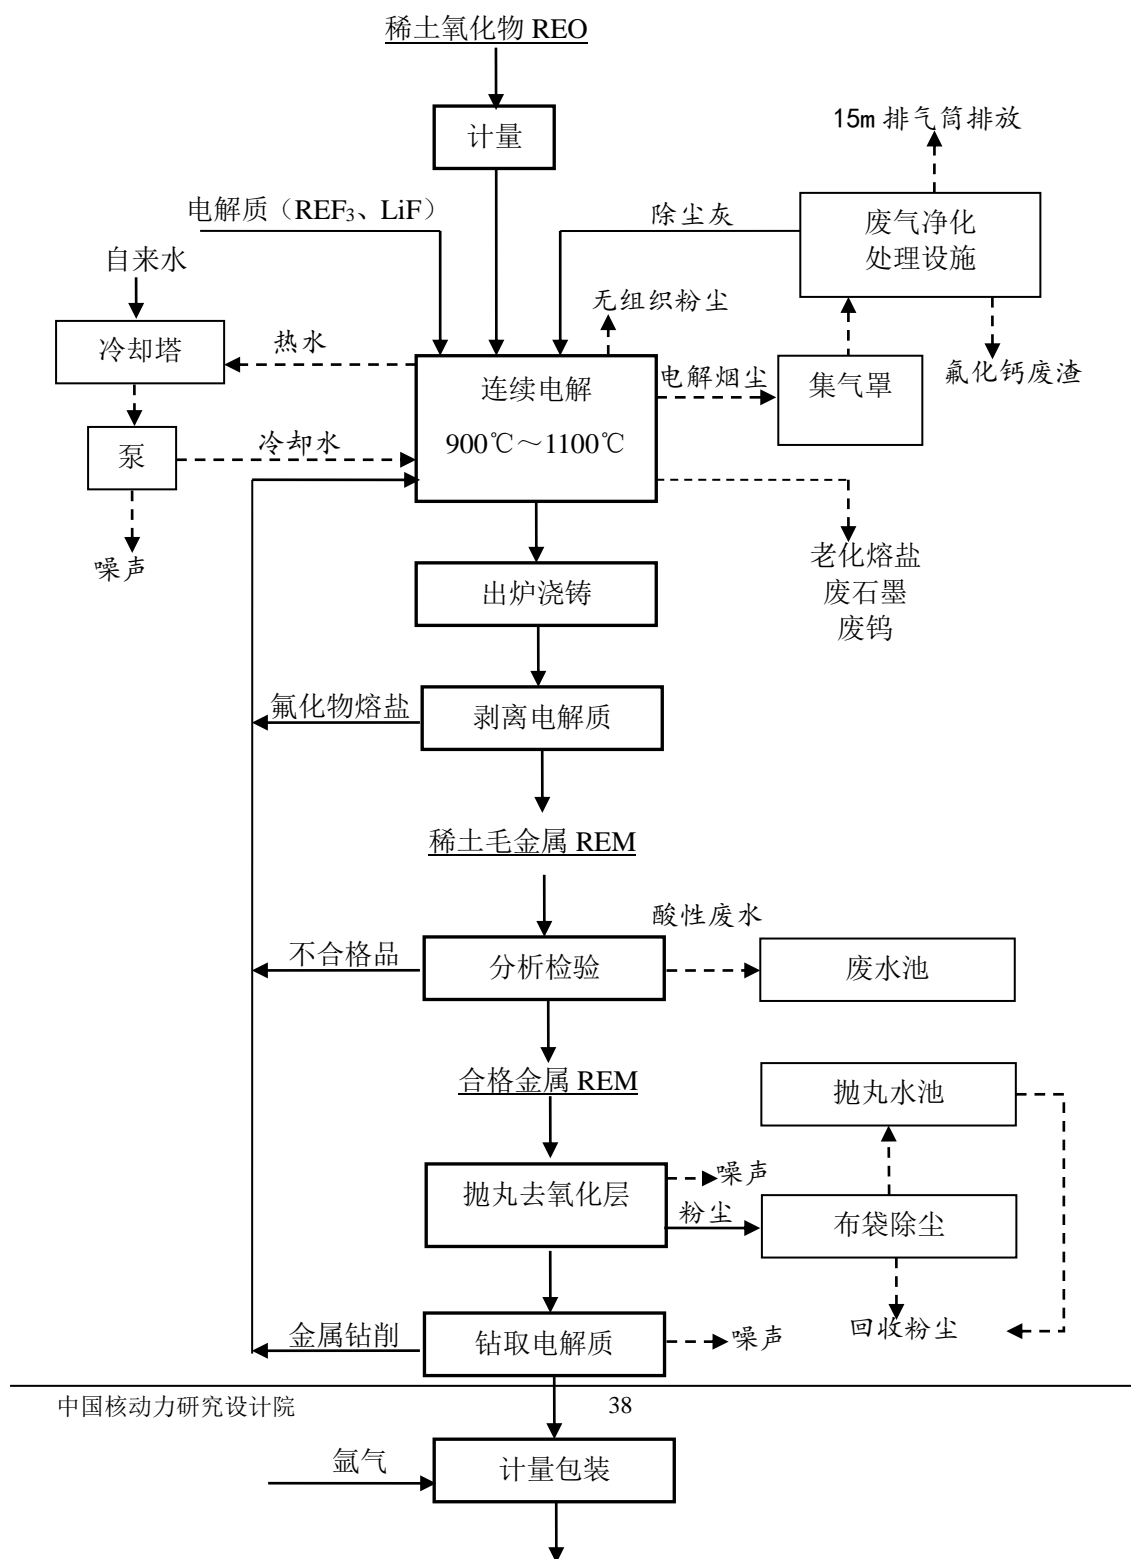 稀土氧化物 REO
15m 排气筒排放
计量
电解质（REF₃、LiF）
除尘灰
废气净化
处理设施
自来水
无组织粉尘
冷却塔
热水
连续电解
900℃～1100℃
电解烟尘
集气罩
氟化钙废渣
泵
冷却水
噪声
出炉浇铸
老化熔盐
废石墨
废钨
氟化物熔盐
剥离电解质
稀土毛金属 REM
酸性废水
不合格品
分析检验
废水池
合格金属 REM
抛丸水池
抛丸去氧化层
噪声
粉尘
布袋除尘
金属钻削
钻取电解质
噪声
回收粉尘
中国核动力研究设计院
38
氩气
计量包装